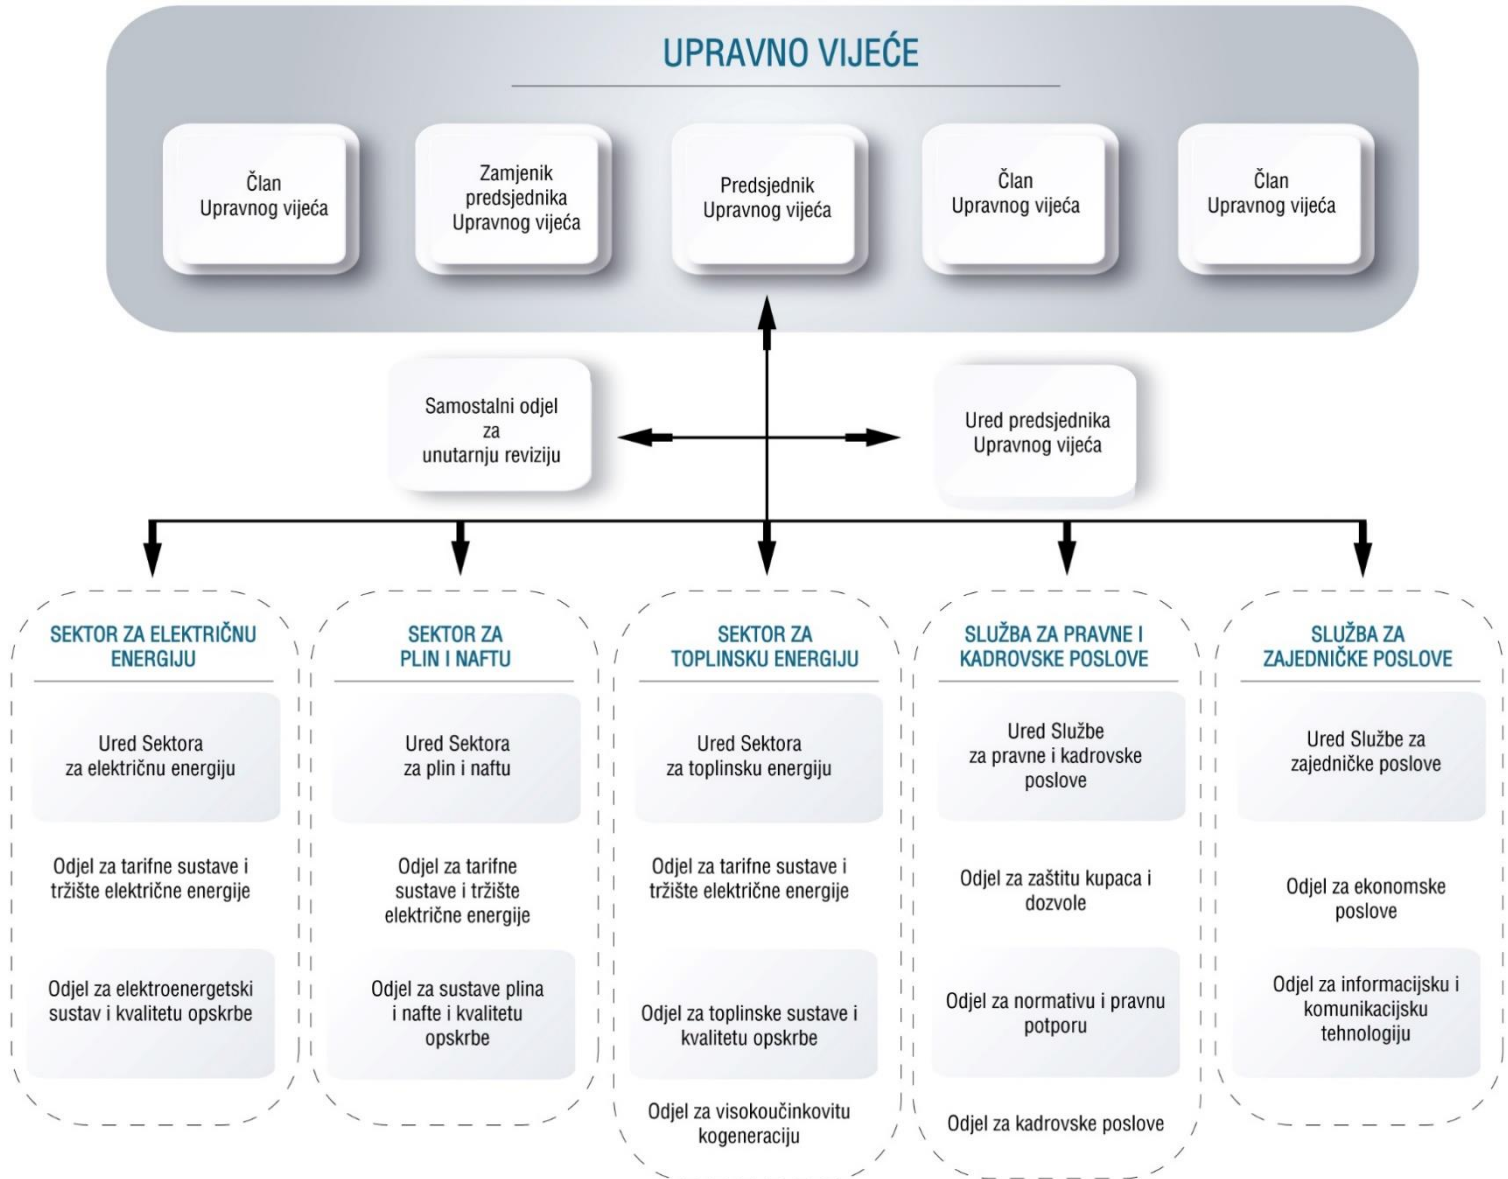 UPRAVNO VIJEĆE
Član
Upravnog vijeća
Zamjenik
predsjednika
Upravnog vijeća
Predsjednik
Upravnog vijeća
Član
Upravnog vijeća
Član
Upravnog vijeća
Samostalni odjel
za
unutarnju reviziju
Ured predsjednika
Upravnog vijeća
SEKTOR ZA ELEKTRIČNU
ENERGIJU
Ured Sektora
za električnu energiju
Odjel za tarifne sustave i
tržište električne energije
Odjel za elektroenergetski
sustav i kvalitetu opskrbe
SEKTOR ZA
PLIN I NAFTU
Ured Sektora
za plin i naftu
Odjel za tarifne
sustave i tržište
električne energije
Odjel za sustave plina
i nafte i kvalitetu
opskrbe
SEKTOR ZA
TOPLINSKU ENERGIJU
Ured Sektora
za toplinsku energiju
Odjel za tarifne sustave i
tržište električne energije
Odjel za toplinske sustave i
kvalitetu opskrbe
Odjel za visokoučinkovitu
kogeneraciju
SLUŽBA ZA PRAVNE I
KADROVSKE POSLOVE
Ured Službe
za pravne i kadrovske
poslove
Odjel za zaštitu kupaca i
dozvole
Odjel za normativu i pravnu
potporu
Odjel za kadrovske poslove
SLUŽBA ZA
ZAJEDNIČKE POSLOVE
Ured Službe za
zajedničke poslove
Odjel za ekonomske
poslove
Odjel za informacijsku i
komunikacijsku
tehnologiju